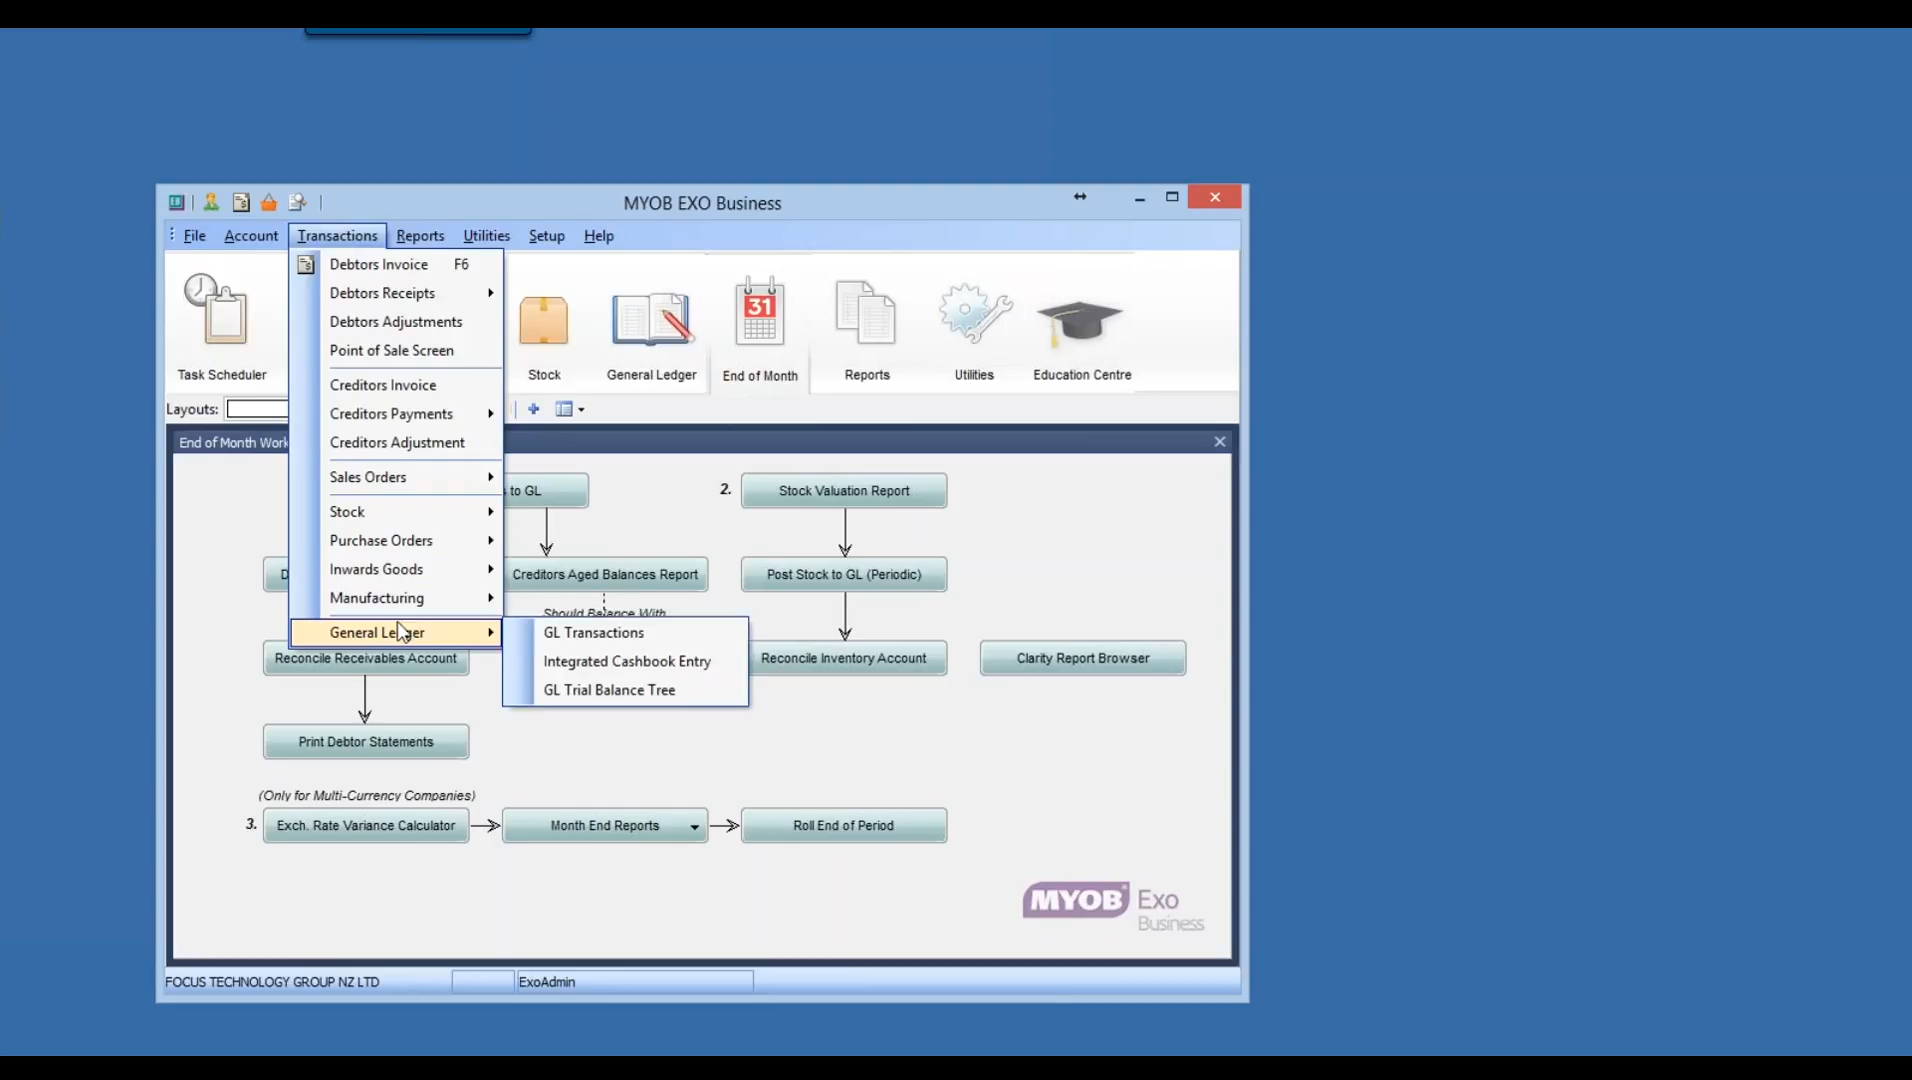 MYOB EXO Business
File Account Transactions Reports Utilities Setup Help
Debtors Invoice F6
Debtors Receipts
Debtors Adjustments
Point of Sale Screen
Creditors Invoice
Creditors Payments
Creditors Adjustment
Sales Orders
Stock
Purchase Orders
Inwards Goods
Manufacturing
General Ledger
GL Transactions
Integrated Cashbook Entry
GL Trial Balance Tree
31
Task Scheduler Stock General Ledger End of Month Reports Utilities Education Centre
Layouts:
End of Month Work
to GL
2. Stock Valuation Report
D
Creditors Aged Balances Report
Post Stock to GL (Periodic)
Should Balance With
Reconcile Receivables Account
Reconcile Inventory Account
Clarity Report Browser
Print Debtor Statements
(Only for Multi-Currency Companies)
3. Exch. Rate Variance Calculator Month End Reports Roll End of Period
MYOB Exo
Business
FOCUS TECHNOLOGY GROUP NZ LTD ExoAdmin